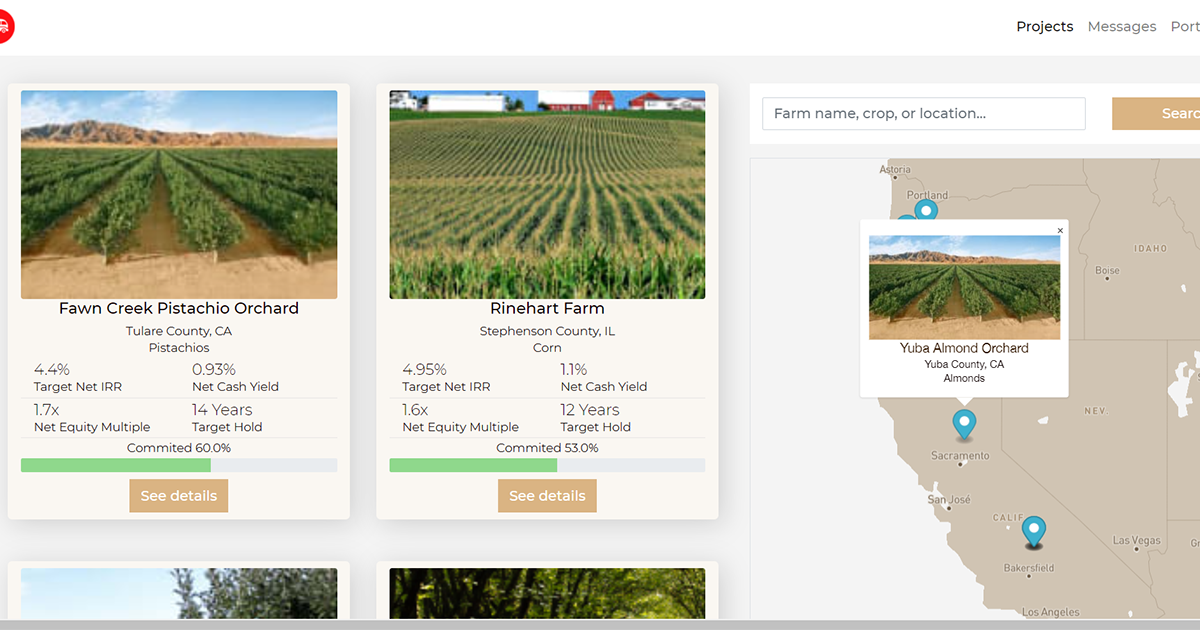 Projects Messages Port
Fawn Creek Pistachio Orchard
Tulare County, CA
Pistachios
4.4% 0.93%
Target Net IRR Net Cash Yield
1.7x 14 Years
Net Equity Multiple Target Hold
Commited 60.0%
See details
Rinehart Farm
Stephenson County, IL
Corn
4.95% 1.1%
Target Net IRR Net Cash Yield
1.6x 12 Years
Net Equity Multiple Target Hold
Commited 53.0%
See details
Farm name, crop, or location...
Searc
Astoria
Portland
IDAHO
Boise
×
Yuba Almond Orchard
Yuba County, CA
Almonds
NEV.
Sacramento
San José
CALIF
Las Vegas
Gr
Bakersfield
Los Angeles